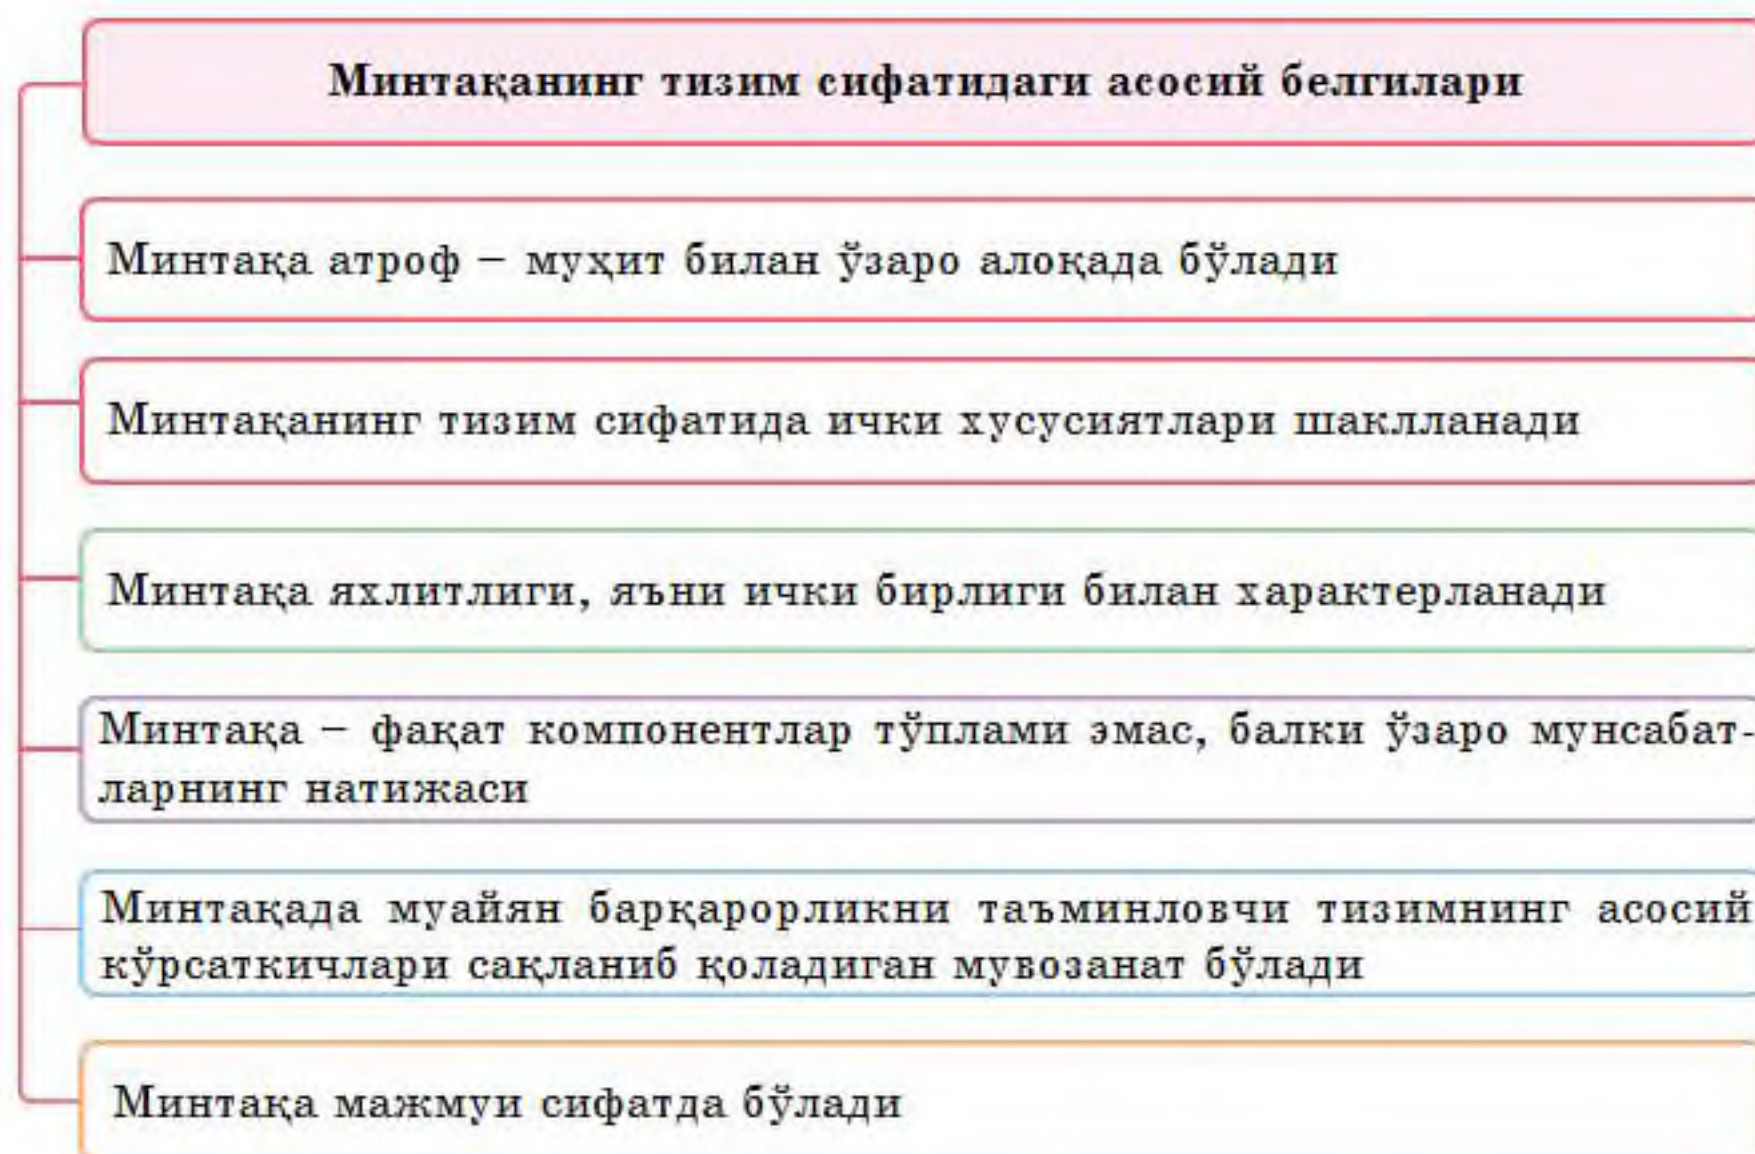 Минтақанинг тизим сифатидаги асосий белгилари
Минтақа атроф – муҳит билан ўзаро алоқада бўлади
Минтақанинг тизим сифатида ички хусусиятлари шаклланади
Минтақа яхлитлиги, яъни ички бирлиги билан характерланади
Минтақа – фақат компонентлар тўплами эмас, балки ўзаро мунсабат-
ларнинг натижаси
Минтақада муайян барқарорликни таъминловчи тизимнинг асосий
кўрсаткичлари сақланиб қоладиган мувозанат бўлади
Минтақа мажмуи сифатда бўлади